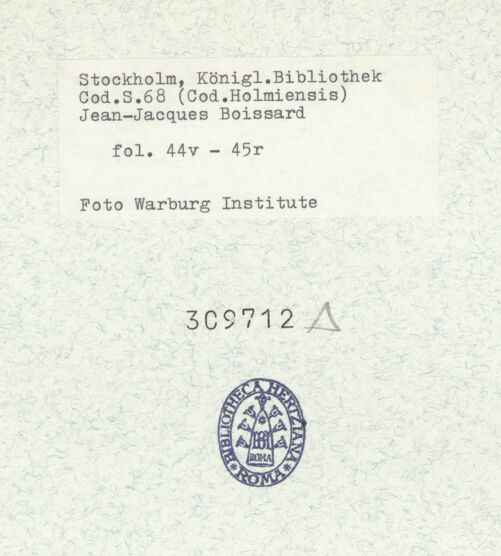 Stockholm, Königl.Bibliothek
Cod.S.68 (Cod.Holmiensis)
Jean-Jacques Boissard
fol. 44v - 45r
Foto Warburg Institute
309712
BIBLIOTHECA HERTZIANA
ROMA
ROMA